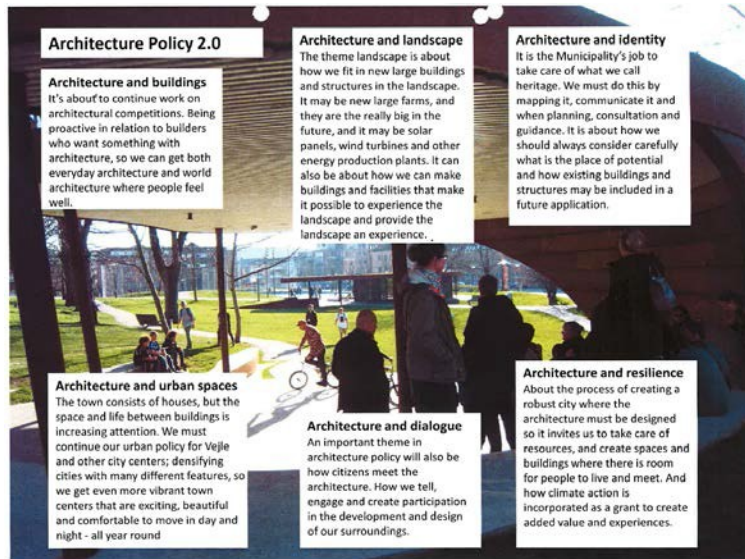 Architecture Policy 2.0
Architecture and buildings
It's about to continue work on
architectural competitions. Being
proactive in relation to builders
who want something with
architecture, so we can get both
everyday architecture and world
architecture where people feel
well.
Architecture and landscape
The theme landscape is about
how we fit in new large buildings
and structures in the landscape.
It may be new large farms, and
they are the really big in the
future, and it may be solar
panels, wind turbines and other
energy production plants. It can
also be about how we can make
buildings and facilities that make
it possible to experience the
landscape and provide the
landscape an experience.
Architecture and identity
It is the Municipality's job to
take care of what we call
heritage. We must do this by
mapping it, communicate it and
when planning, consultation and
guidance. It is about how we
should always consider carefully
what is the place of potential
and how existing buildings and
structures may be included in a
future application.
Architecture and urban spaces
The town consists of houses, but the
space and life between buildings is
increasing attention. We must
continue our urban policy for Vejle
and other city centers; densifying
cities with many different features, so
we get even more vibrant town
centers that are exciting, beautiful
and comfortable to move in day and
night - all year round
Architecture and dialogue
An important theme in
architecture policy will also be
how citizens meet the
architecture. How we tell,
engage and create participation
in the development and design
of our surroundings.
Architecture and resilience
About the process of creating a
robust city where the
architecture must be designed
so it invites us to take care of
resources, and create spaces and
buildings where there is room
for people to live and meet. And
how climate action is
incorporated as a grant to create
added value and experiences.